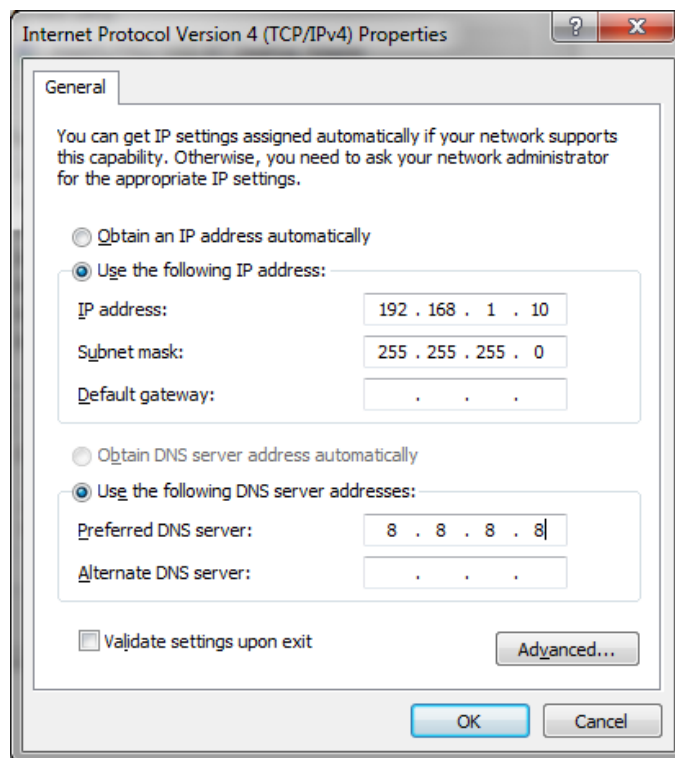 Internet Protocol Version 4 (TCP/IPv4) Properties
?
X
General
You can get IP settings assigned automatically if your network supports
this capability. Otherwise, you need to ask your network administrator
for the appropriate IP settings.
Obtain an IP address automatically
Use the following IP address:
IP address: 192 . 168 . 1 . 10
Subnet mask: 255 . 255 . 255 . 0
Default gateway: . . .
Obtain DNS server address automatically
Use the following DNS server addresses:
Preferred DNS server: 8 . 8 . 8 . 8
Alternate DNS server: . . .
Validate settings upon exit
Advanced...
OK Cancel